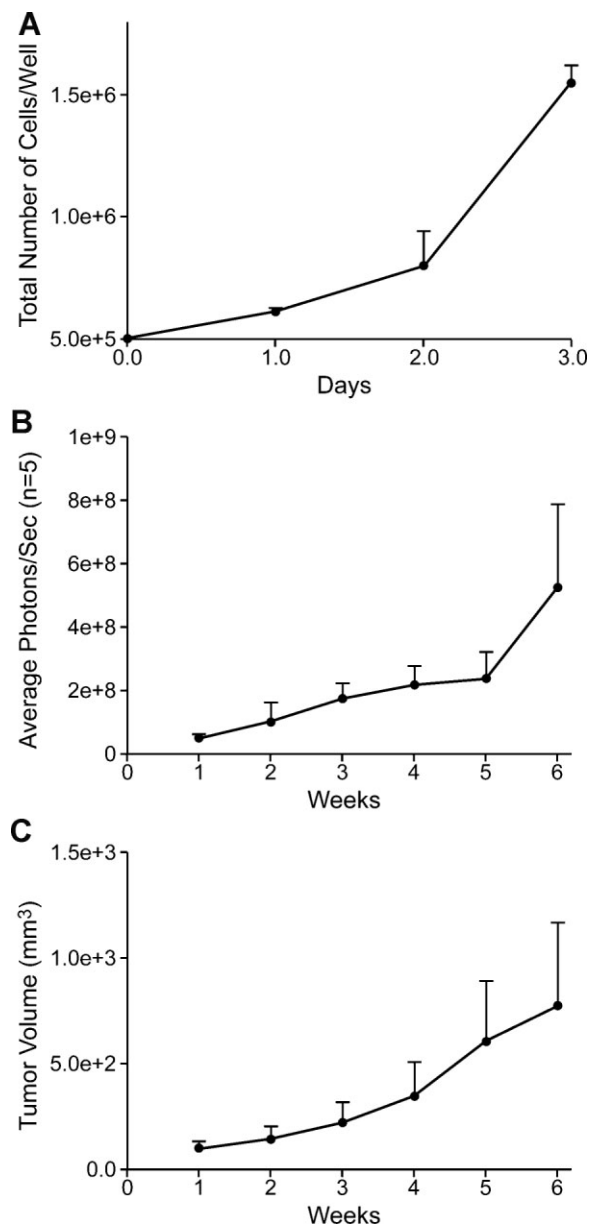 A
Total Number of Cells/Well
1.5e+6
1.0e+6
5.0e+5
0.0 1.0 2.0 3.0
Days
B
Average Photons/Sec (n=5)
1e+9
8e+8
6e+8
4e+8
2e+8
0
0 1 2 3 4 5 6
Weeks
C
Tumor Volume (mm³)
1.5e+3
1.0e+3
5.0e+2
0.0
0 1 2 3 4 5 6
Weeks